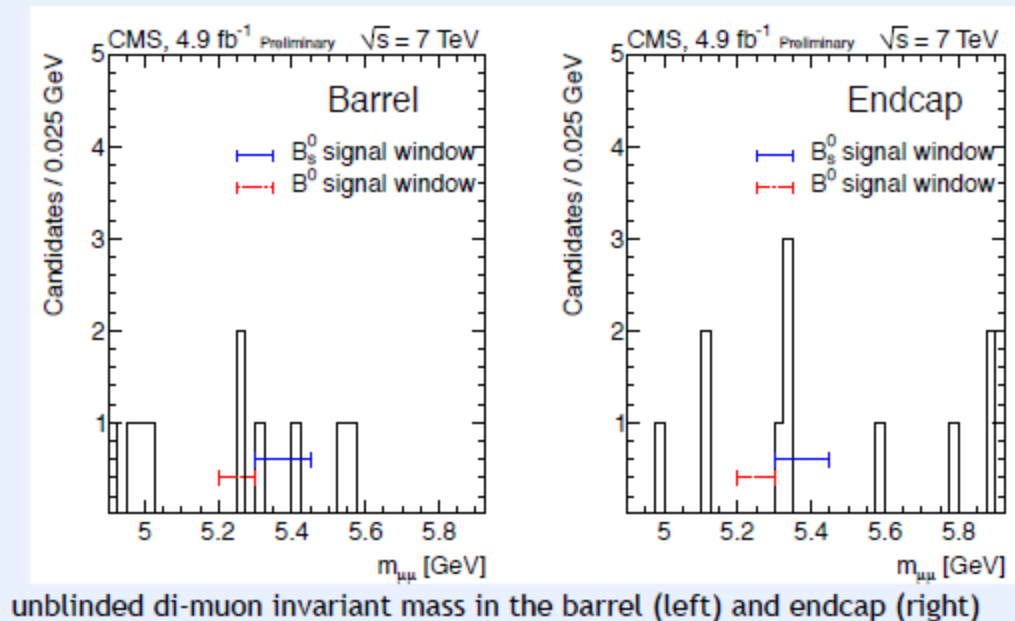 CMS, 4.9 fb⁻¹ Preliminary √s = 7 TeV
Candidates / 0.025 GeV
5
4
3
2
1
Barrel
B⁰ₛ signal window
B⁰ signal window
5 5.2 5.4 5.6 5.8
m_μμ [GeV]
CMS, 4.9 fb⁻¹ Preliminary √s = 7 TeV
Candidates / 0.025 GeV
5
4
3
2
1
Endcap
B⁰ₛ signal window
B⁰ signal window
5 5.2 5.4 5.6 5.8
m_μμ [GeV]
unblinded di-muon invariant mass in the barrel (left) and endcap (right)